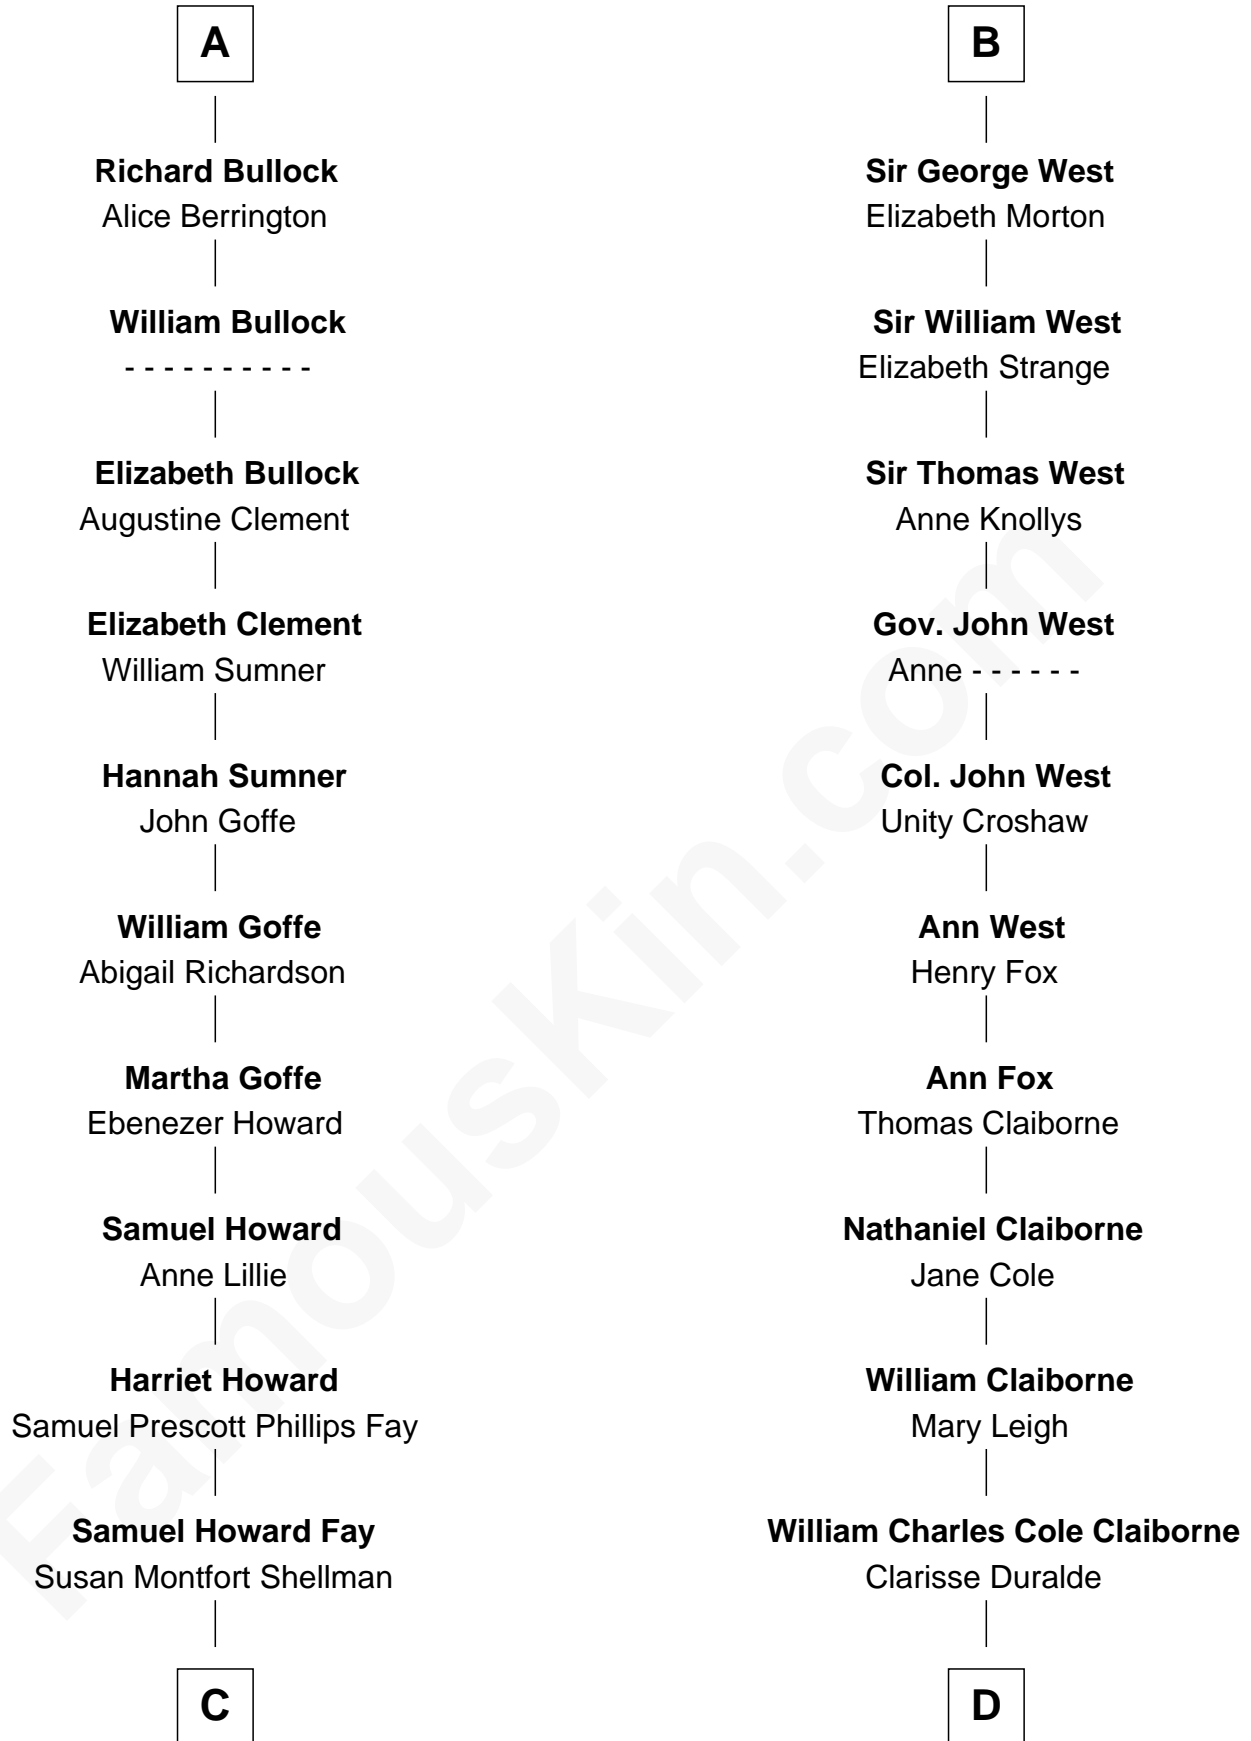 A
Richard Bullock
Alice Berrington
William Bullock
- - - - - - - - - -
Elizabeth Bullock
Augustine Clement
Elizabeth Clement
William Sumner
Hannah Sumner
John Goffe
William Goffe
Abigail Richardson
Martha Goffe
Ebenezer Howard
Samuel Howard
Anne Lillie
Harriet Howard
Samuel Prescott Phillips Fay
Samuel Howard Fay
Susan Montfort Shellman
C
B
Sir George West
Elizabeth Morton
Sir William West
Elizabeth Strange
Sir Thomas West
Anne Knollys
Gov. John West
Anne - - - - - -
Col. John West
Unity Croshaw
Ann West
Henry Fox
Ann Fox
Thomas Claiborne
Nathaniel Claiborne
Jane Cole
William Claiborne
Mary Leigh
William Charles Cole Claiborne
Clarisse Duralde
D
FamousKin.com